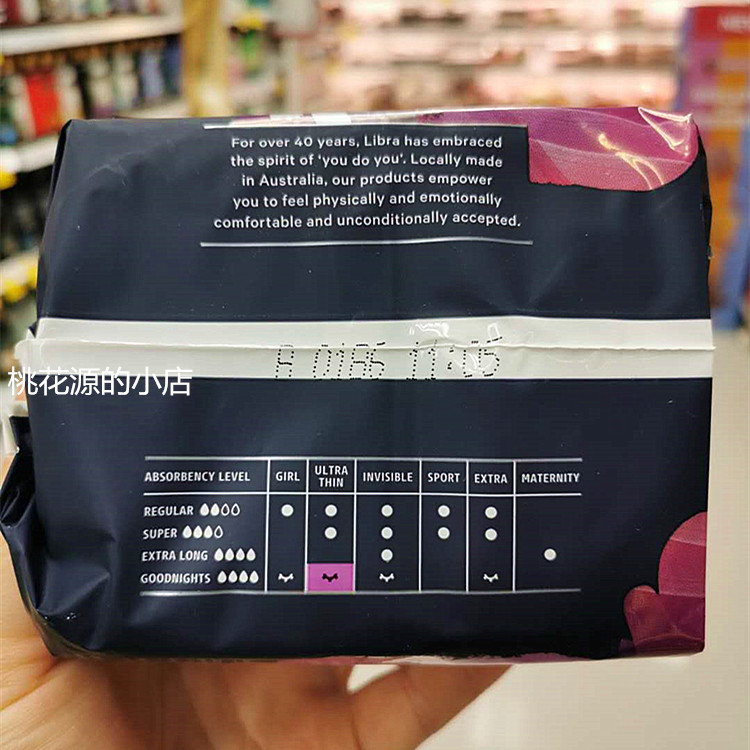 For over 40 years, Libra has embraced
the spirit of 'you do you'. Locally made
in Australia, our products empower
you to feel physically and emotionally
comfortable and unconditionally accepted.
A 0166 11:05
桃花源的小店
ABSORBENCY LEVEL GIRL ULTRA THIN INVISIBLE SPORT EXTRA MATERNITY
REGULAR
SUPER
EXTRA LONG
GOODNIGHTS